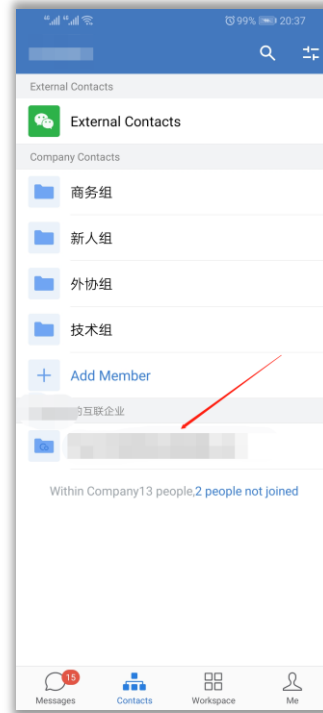 99% 20:37
External Contacts
External Contacts
Company Contacts
商务组
新人组
外协组
技术组
Add Member
的互联企业
Within Company13 people,2 people not joined
15
Messages Contacts Workspace Me